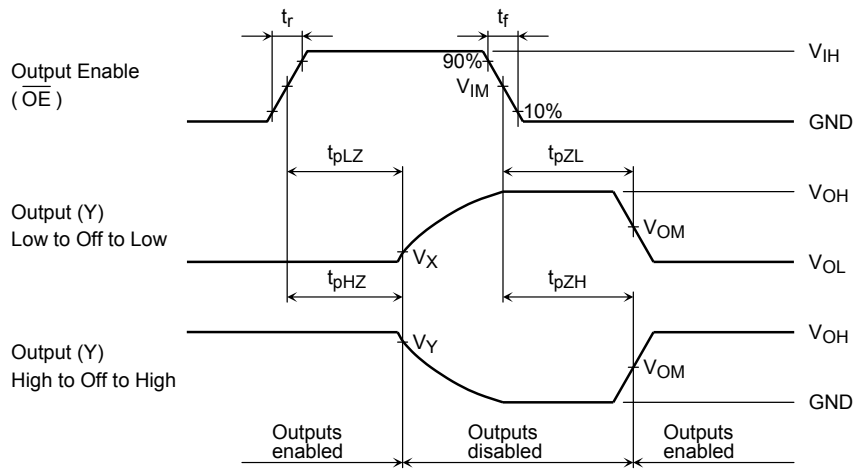 tr
tf
Output Enable
( OE )
90%
VIM
10%
VIH
GND
tpLZ
tpZL
Output (Y)
Low to Off to Low
VX
VOM
VOH
VOL
tpHZ
tpZH
Output (Y)
High to Off to High
VY
VOM
VOH
GND
Outputs
enabled
Outputs
disabled
Outputs
enabled